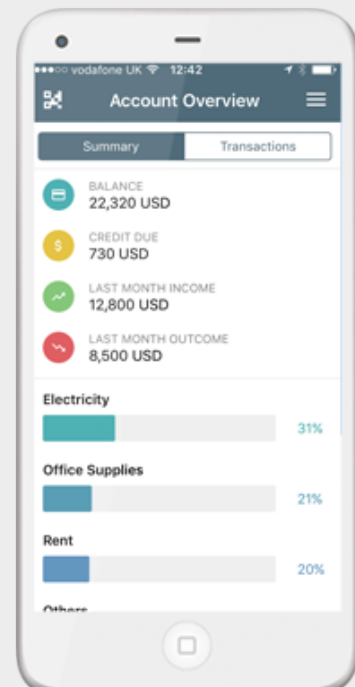 vodafone UK 12:42
Account Overview
Summary Transactions
BALANCE
22,320 USD
$
CREDIT DUE
730 USD
LAST MONTH INCOME
12,800 USD
LAST MONTH OUTCOME
8,500 USD
Electricity
31%
Office Supplies
21%
Rent
20%
Others